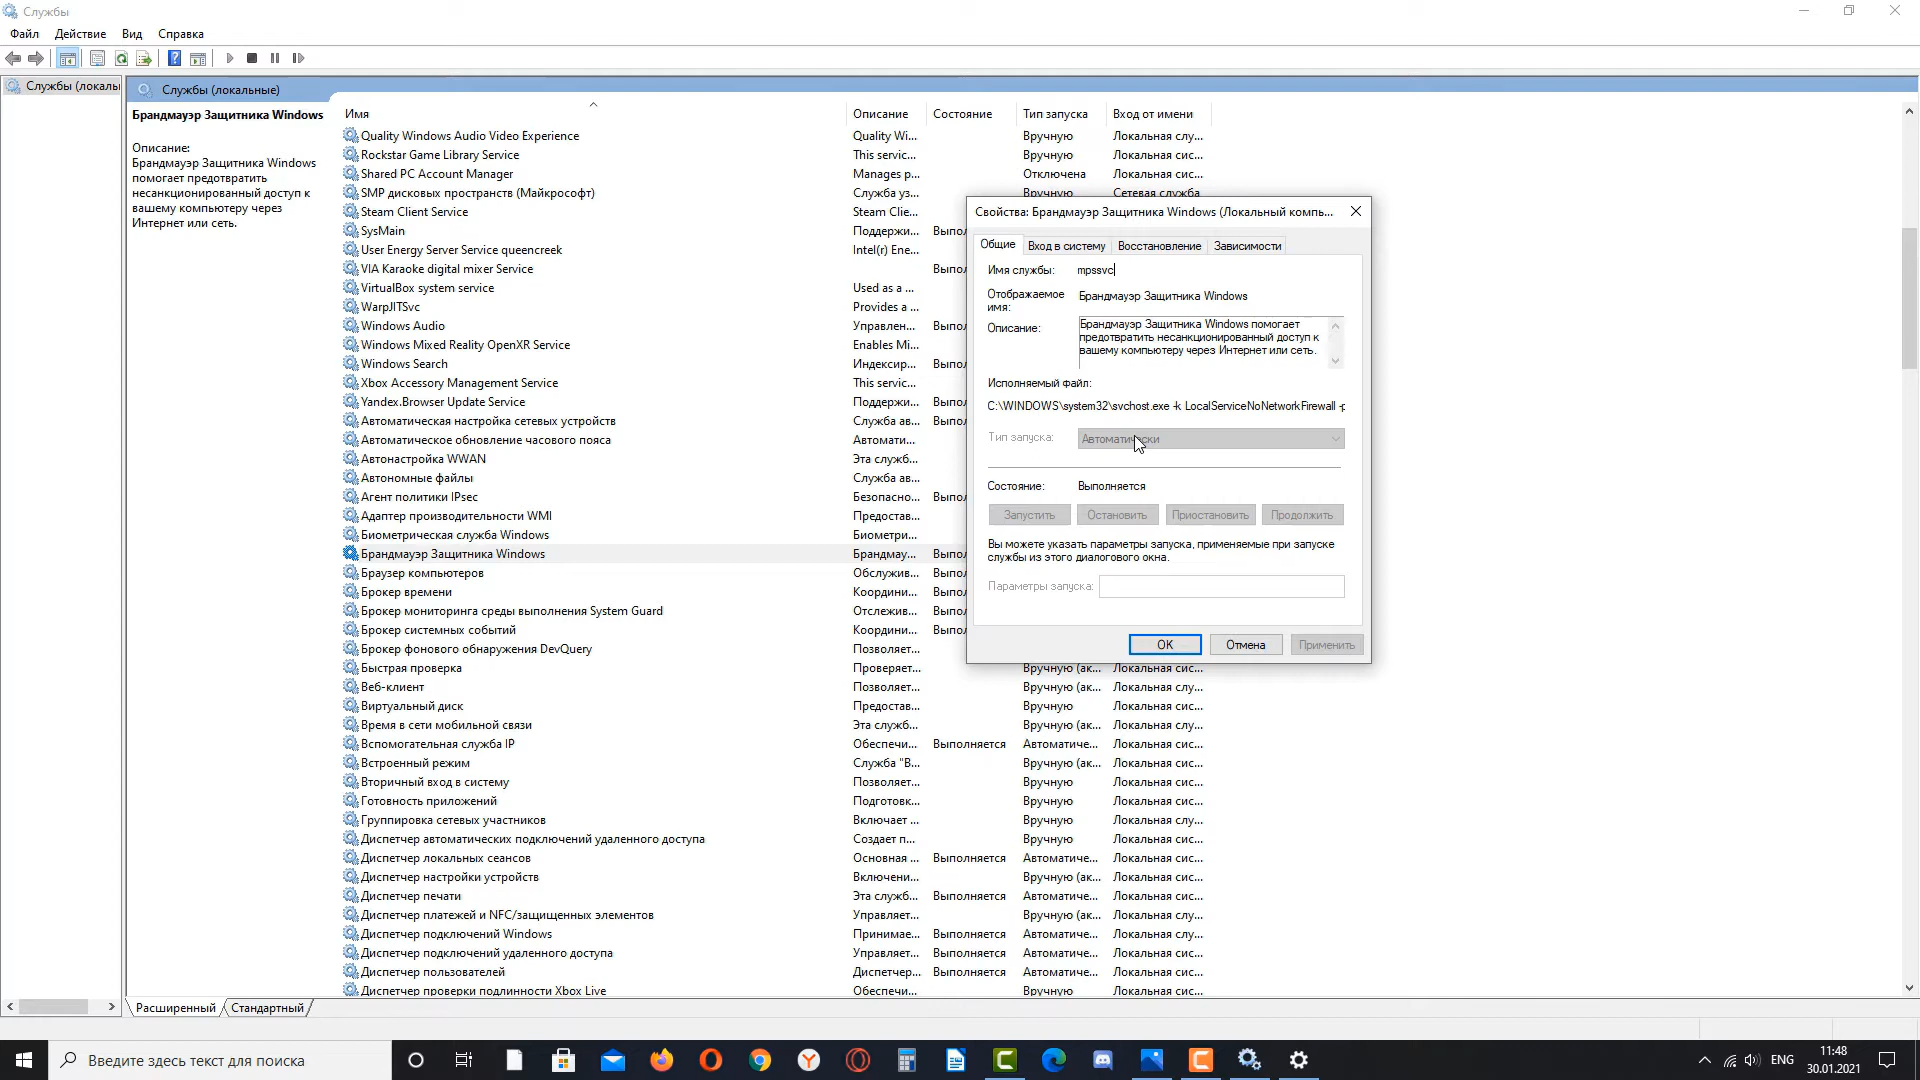 Службы
Файл Действие Вид Справка
Службы (локалы
Службы (локальные)
Брандмауэр Защитника Windows
Описание:
Брандмауэр Защитника Windows
помогает предотвратить
несанкционированный доступ к
вашему компьютеру через
Интернет или сеть.
Имя Описание Состояние Тип запуска Вход от имени
Quality Windows Audio Video Experience Quality Wi... Вручную Локальная слу...
Rockstar Game Library Service This servic... Вручную Локальная сис...
Shared PC Account Manager Manages p... Отключена Локальная сис...
SMP дисковых пространств (Майкрософт) Служба уз... Вручную Сетевая служба
Steam Client Service Steam Clie...
SysMain Поддержи... Выпол
User Energy Server Service queencreek Intel(r) Ene...
VIA Karaoke digital mixer Service Выпол
VirtualBox system service Used as a ...
WarpJITSvc Provides a ...
Windows Audio Управлен... Выпол
Windows Mixed Reality OpenXR Service Enables Mi...
Windows Search Индексир... Выпол
Xbox Accessory Management Service This servic...
Yandex.Browser Update Service Поддержи... Выпол
Автоматическая настройка сетевых устройств Служба ав...
Автоматическое обновление часового пояса Автомати...
Автонастройка WWAN Эта служб...
Автономные файлы Служба ав...
Агент политики IPsec Безопасно... Выпол
Адаптер производительности WMI Предостав...
Биометрическая служба Windows Биометри...
Брандмауэр Защитника Windows Брандмау... Выпол
Браузер компьютеров Обслужив... Выпол
Брокер времени Координи... Выпол
Брокер мониторинга среды выполнения System Guard Отслежив... Выпол
Брокер системных событий Координи... Выпол
Брокер фонового обнаружения DevQuery Позволяет...
Быстрая проверка Проверяет... Вручную (ак... Локальная сис...
Веб-клиент Позволяет... Вручную (ак... Локальная слу...
Виртуальный диск Предостав... Вручную Локальная сис...
Время в сети мобильной связи Эта служб... Вручную (ак... Локальная слу...
Вспомогательная служба IP Обеспечи... Выполняется Автоматиче... Локальная сис...
Встроенный режим Служба "В... Вручную (ак... Локальная сис...
Вторичный вход в систему Позволяет... Вручную Локальная сис...
Готовность приложений Подготовк... Вручную Локальная сис...
Группировка сетевых участников Включает ... Вручную Локальная слу...
Диспетчер автоматических подключений удаленного доступа Создает п... Вручную Локальная сис...
Диспетчер локальных сеансов Основная ... Выполняется Автоматиче... Локальная сис...
Диспетчер настройки устройств Включени... Вручную (ак... Локальная сис...
Диспетчер печати Эта служб... Выполняется Автоматиче... Локальная сис...
Диспетчер платежей и NFC/защищенных элементов Управляет... Вручную (ак... Локальная слу...
Диспетчер подключений Windows Принимае... Выполняется Автоматиче... Локальная слу...
Диспетчер подключений удаленного доступа Управляет... Выполняется Автоматиче... Локальная сис...
Диспетчер пользователей Диспетчер... Выполняется Автоматиче... Локальная сис...
Диспетчер проверки подлинности Xbox Live Обеспечи... Вручную Локальная сис...
Свойства: Брандмауэр Защитника Windows (Локальный компь...
Общие Вход в систему Восстановление Зависимости
Имя службы: mpssvc
Отображаемое
имя: Брандмауэр Защитника Windows
Описание: Брандмауэр Защитника Windows помогает
предотвратить несанкционированный доступ к
вашему компьютеру через Интернет или сеть.
Исполняемый файл:
C:\WINDOWS\system32\svchost.exe -k LocalServiceNoNetworkFirewall -p
Тип запуска: Автоматически
Состояние: Выполняется
Запустить Остановить Приостановить Продолжить
Вы можете указать параметры запуска, применяемые при запуске
службы из этого диалогового окна.
Параметры запуска:
OK Отмена Применить
Расширенный Стандартный
Введите здесь текст для поиска
ENG
11:48
30.01.2021